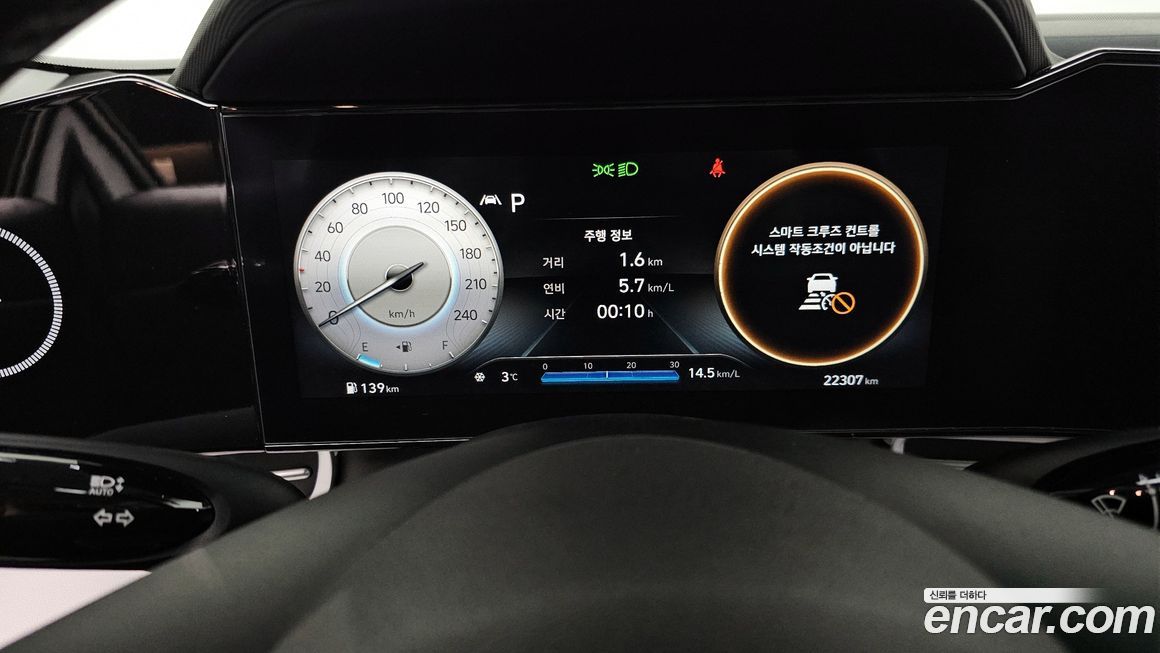 P
0
20
40
60
80
100
120
150
180
210
240
km/h
E
F
139 km
주행 정보
거리 1.6 km
연비 5.7 km/L
시간 00:10 h
3℃
0 10 20 30
14.5 km/L
스마트 크루즈 컨트롤
시스템 작동조건이 아닙니다
22307 km
AUTO
신뢰를 더하다
encar.com